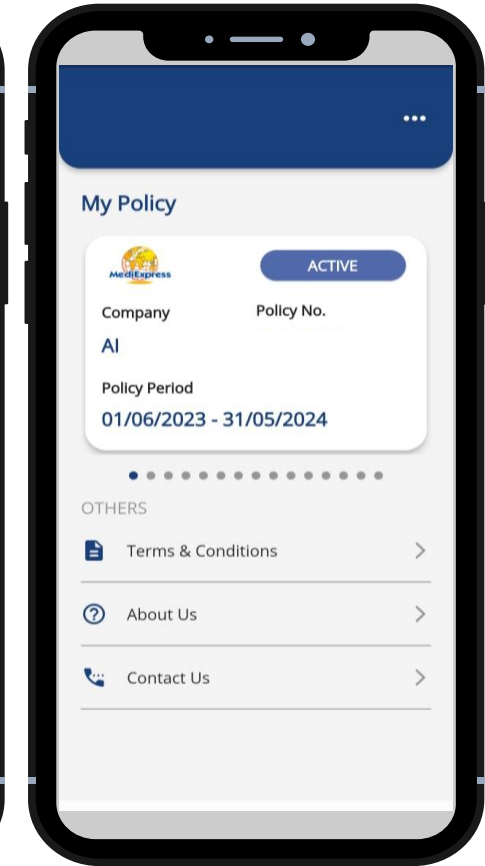 My Policy
MediExpress
ACTIVE
Company
Policy No.
AI
Policy Period
01/06/2023 - 31/05/2024
OTHERS
Terms & Conditions
About Us
Contact Us